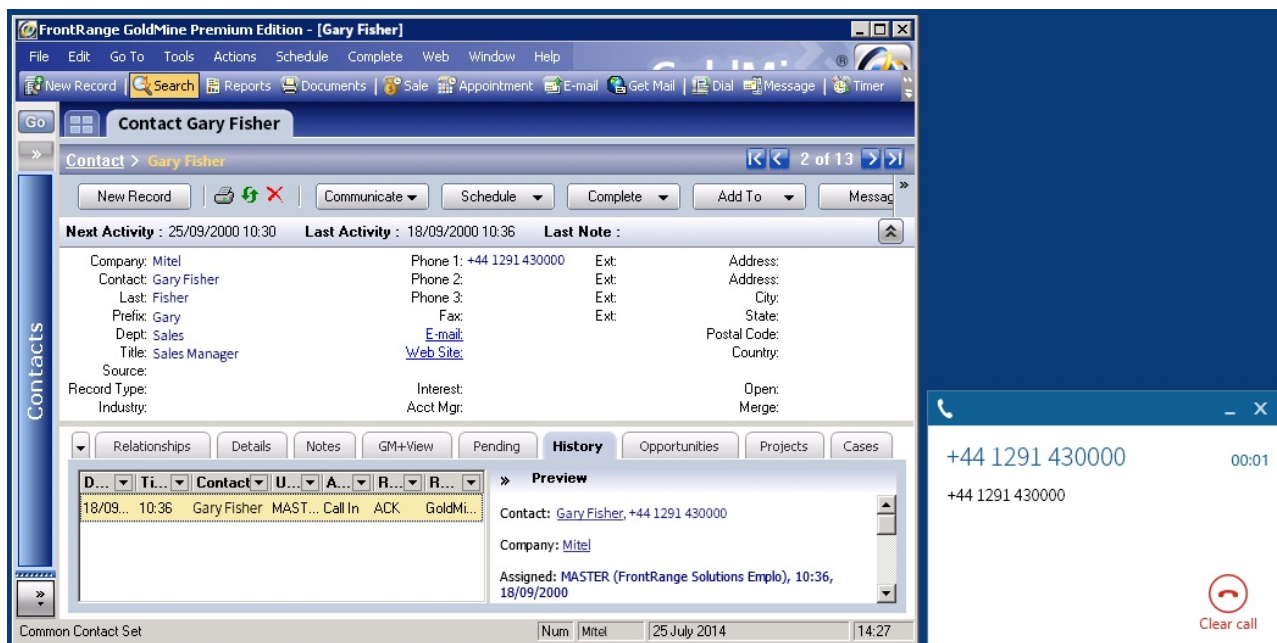 FrontRange GoldMine Premium Edition - [Gary Fisher]
File Edit Go To Tools Actions Schedule Complete Web Window Help
New Record Search Reports Documents Sale Appointment E-mail Get Mail Dial Message Timer
Go Contact Gary Fisher
Contact > Gary Fisher 2 of 13
New Record Communicate Schedule Complete Add To Messag
Next Activity : 25/09/2000 10:30 Last Activity : 18/09/2000 10:36 Last Note :
Company: Mitel Phone 1: +44 1291 430000 Ext: Address:
Contact: Gary Fisher Phone 2: Ext: Address:
Last: Fisher Phone 3: Ext: City:
Prefix: Gary Fax: Ext: State:
Dept: Sales E-mail: Postal Code:
Title: Sales Manager Web Site: Country:
Source:
Record Type: Interest: Open:
Industry: Acct Mgr: Merge:
Contacts
Relationships Details Notes GM+View Pending History Opportunities Projects Cases
D... Ti... Contact U... A... R... R...
18/09... 10:36 Gary Fisher MAST... Call In ACK GoldMi...
» Preview
Contact: Gary Fisher, +44 1291 430000
Company: Mitel
Assigned: MASTER (FrontRange Solutions Emplo), 10:36,
18/09/2000
Common Contact Set Num Mitel 25 July 2014 14:27
+44 1291 430000 00:01
+44 1291 430000
Clear call